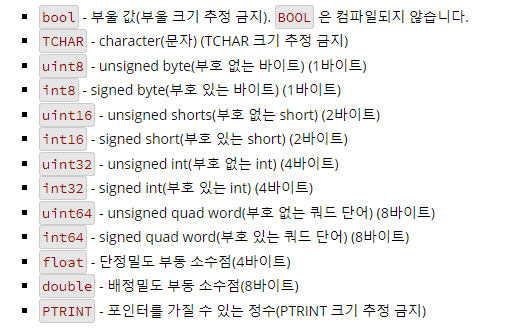 bool - 부울 값(부울 크기 추정 금지). BOOL 은 컴파일되지 않습니다.
TCHAR - character(문자) (TCHAR 크기 추정 금지)
uint8 - unsigned byte(부호 없는 바이트) (1바이트)
int8 - signed byte(부호 있는 바이트) (1바이트)
uint16 - unsigned shorts(부호 없는 short) (2바이트)
int16 - signed short(부호 있는 short) (2바이트)
uint32 - unsigned int(부호 없는 int) (4바이트)
int32 - signed int(부호 있는 int) (4바이트)
uint64 - unsigned quad word(부호 없는 쿼드 단어) (8바이트)
int64 - signed quad word(부호 있는 쿼드 단어) (8바이트)
float - 단정밀도 부동 소수점(4바이트)
double - 배정밀도 부동 소수점(8바이트)
PTRINT - 포인터를 가질 수 있는 정수(PTRINT 크기 추정 금지)